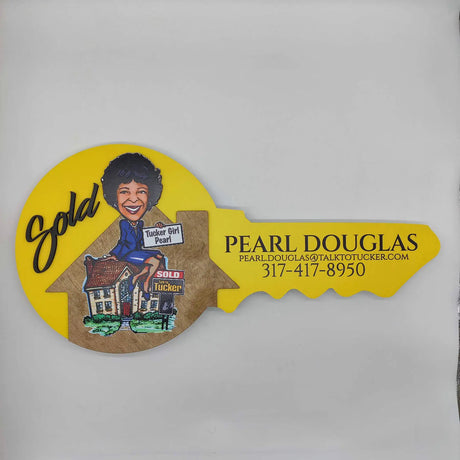 Sold
Tucker Girl
Pearl
SOLD
Tucker
PEARL DOUGLAS
PEARL.DOUGLAS@TALKTOTUCKER.COM
317-417-8950